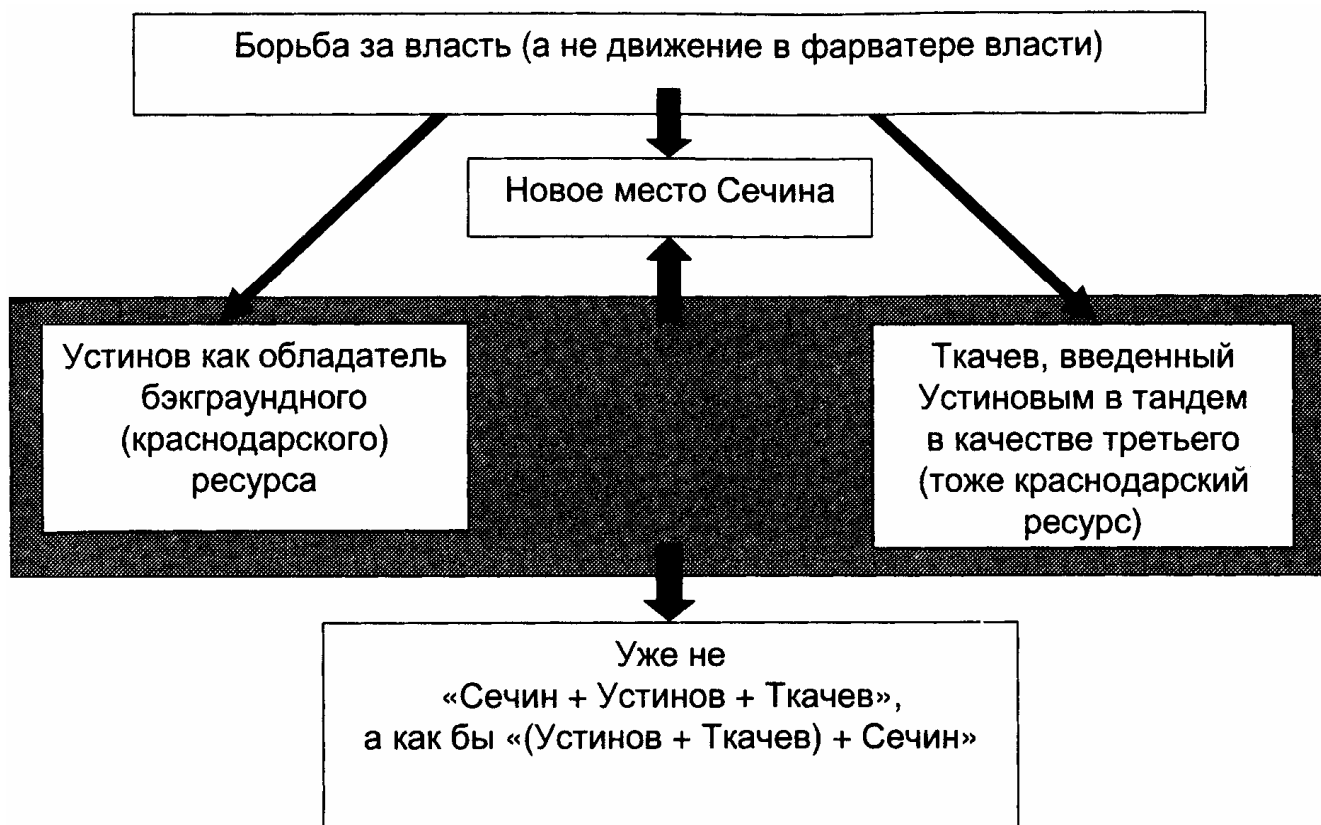 Борьба за власть (а не движение в фарватере власти)
Новое место Сечина
Устинов как обладатель
бэкграундного
(краснодарского)
ресурса
Ткачев, введенный
Устиновым в тандем
в качестве третьего
(тоже краснодарский
ресурс)
Уже не
«Сечин + Устинов + Ткачев»,
а как бы «(Устинов + Ткачев) + Сечин»